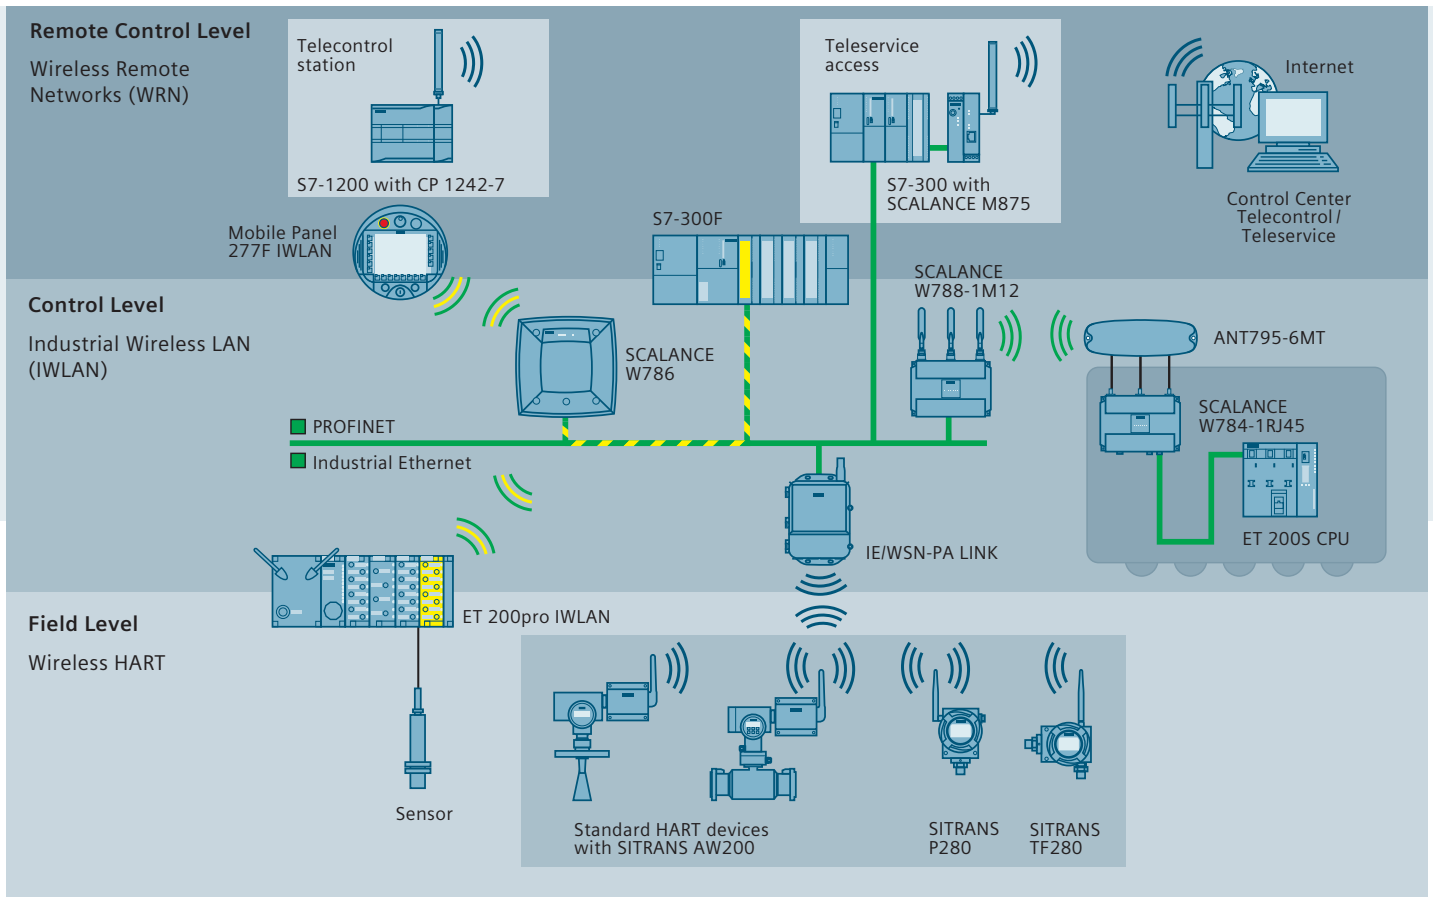 Remote Control Level
Wireless Remote
Networks (WRN)
Telecontrol
station
S7-1200 with CP 1242-7
Teleservice
access
S7-300 with
SCALANCE M875
Internet
Control Center
Telecontrol /
Teleservice
Mobile Panel
277F IWLAN
S7-300F
SCALANCE
W788-1M12
Control Level
Industrial Wireless LAN
(IWLAN)
SCALANCE
W786
ANT795-6MT
SCALANCE
W784-1RJ45
ET 200S CPU
PROFINET
Industrial Ethernet
IE/WSN-PA LINK
ET 200pro IWLAN
Field Level
Wireless HART
Sensor
Standard HART devices
with SITRANS AW200
SITRANS
P280
SITRANS
TF280